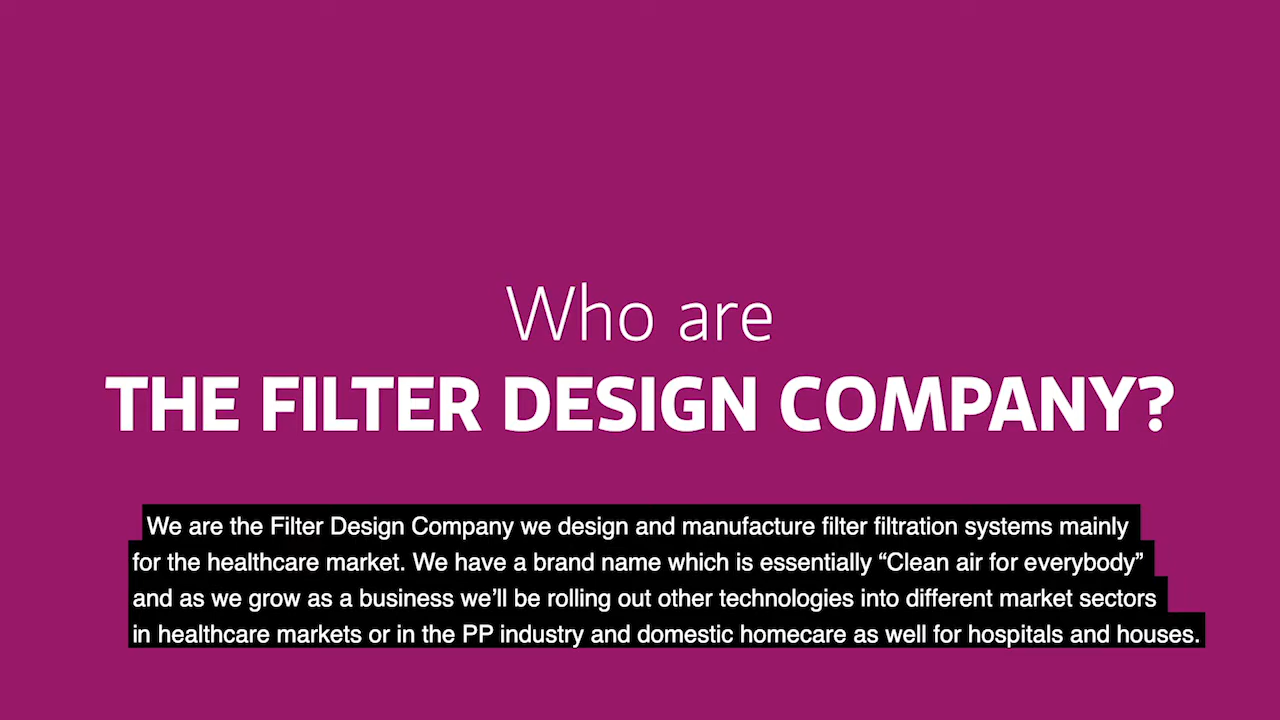 Who are
THE FILTER DESIGN COMPANY?
We are the Filter Design Company we design and manufacture filter filtration systems mainly
for the healthcare market. We have a brand name which is essentially “Clean air for everybody”
and as we grow as a business we’ll be rolling out other technologies into different market sectors
in healthcare markets or in the PP industry and domestic homecare as well for hospitals and houses.